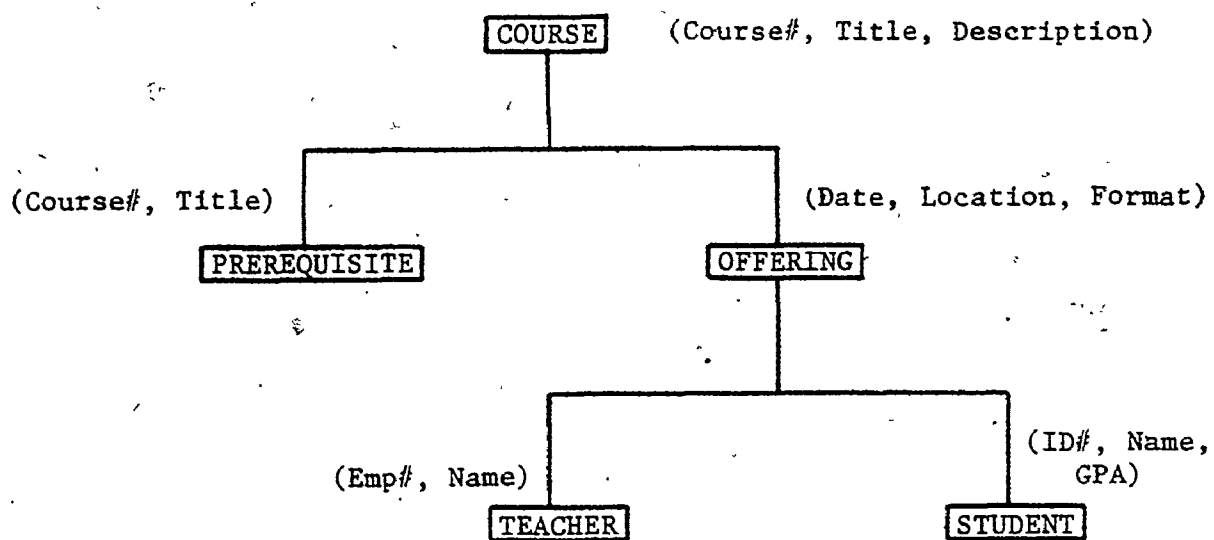 COURSE (Course#, Title, Description)
(Course#, Title)
(Date, Location, Format)
PREREQUISITE
OFFERING
(ID#, Name,
GPA)
(Emp#, Name)
TEACHER
STUDENT